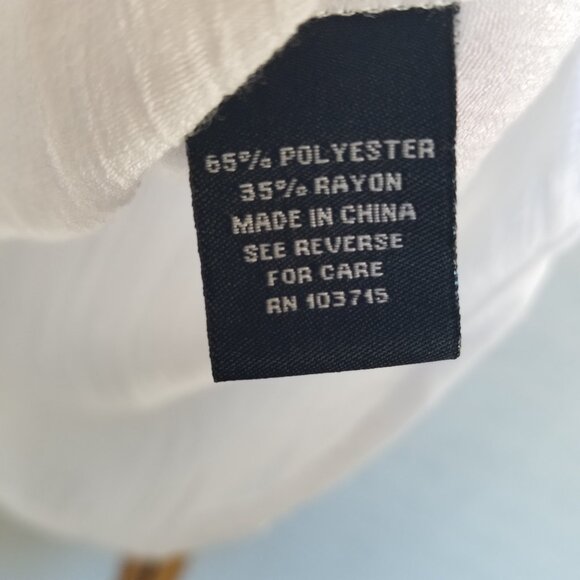 65% POLYESTER
35% RAYON
MADE IN CHINA
SEE REVERSE
FOR CARE
RN 103715